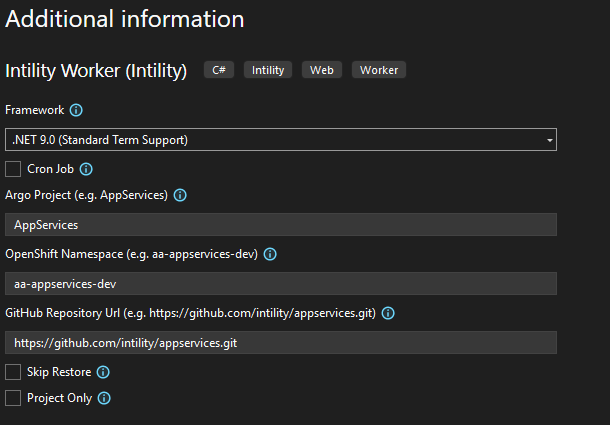 Additional information
Intility Worker (Intility) C# Intility Web Worker
Framework
.NET 9.0 (Standard Term Support)
Cron Job
Argo Project (e.g. AppServices)
AppServices
OpenShift Namespace (e.g. aa-appservices-dev)
aa-appservices-dev
GitHub Repository Url (e.g. https://github.com/intility/appservices.git)
https://github.com/intility/appservices.git
Skip Restore
Project Only